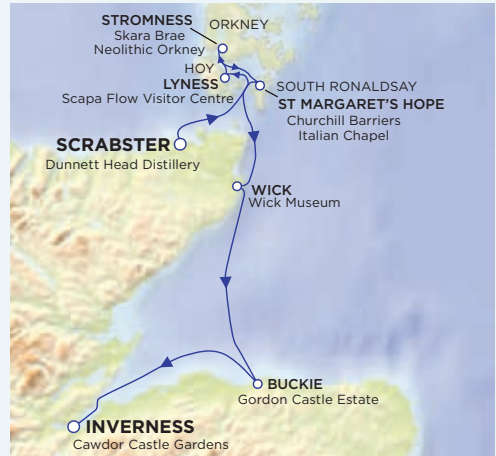 STROMNESS
Skara Brae
Neolithic Orkney
ORKNEY
HOY
LYNESS
Scapa Flow Visitor Centre
SOUTH RONALDSAY
ST MARGARET'S HOPE
Churchill Barriers
Italian Chapel
SCRABSTER
Dunnett Head Distillery
WICK
Wick Museum
BUCKIE
Gordon Castle Estate
INVERNESS
Cawdor Castle Gardens